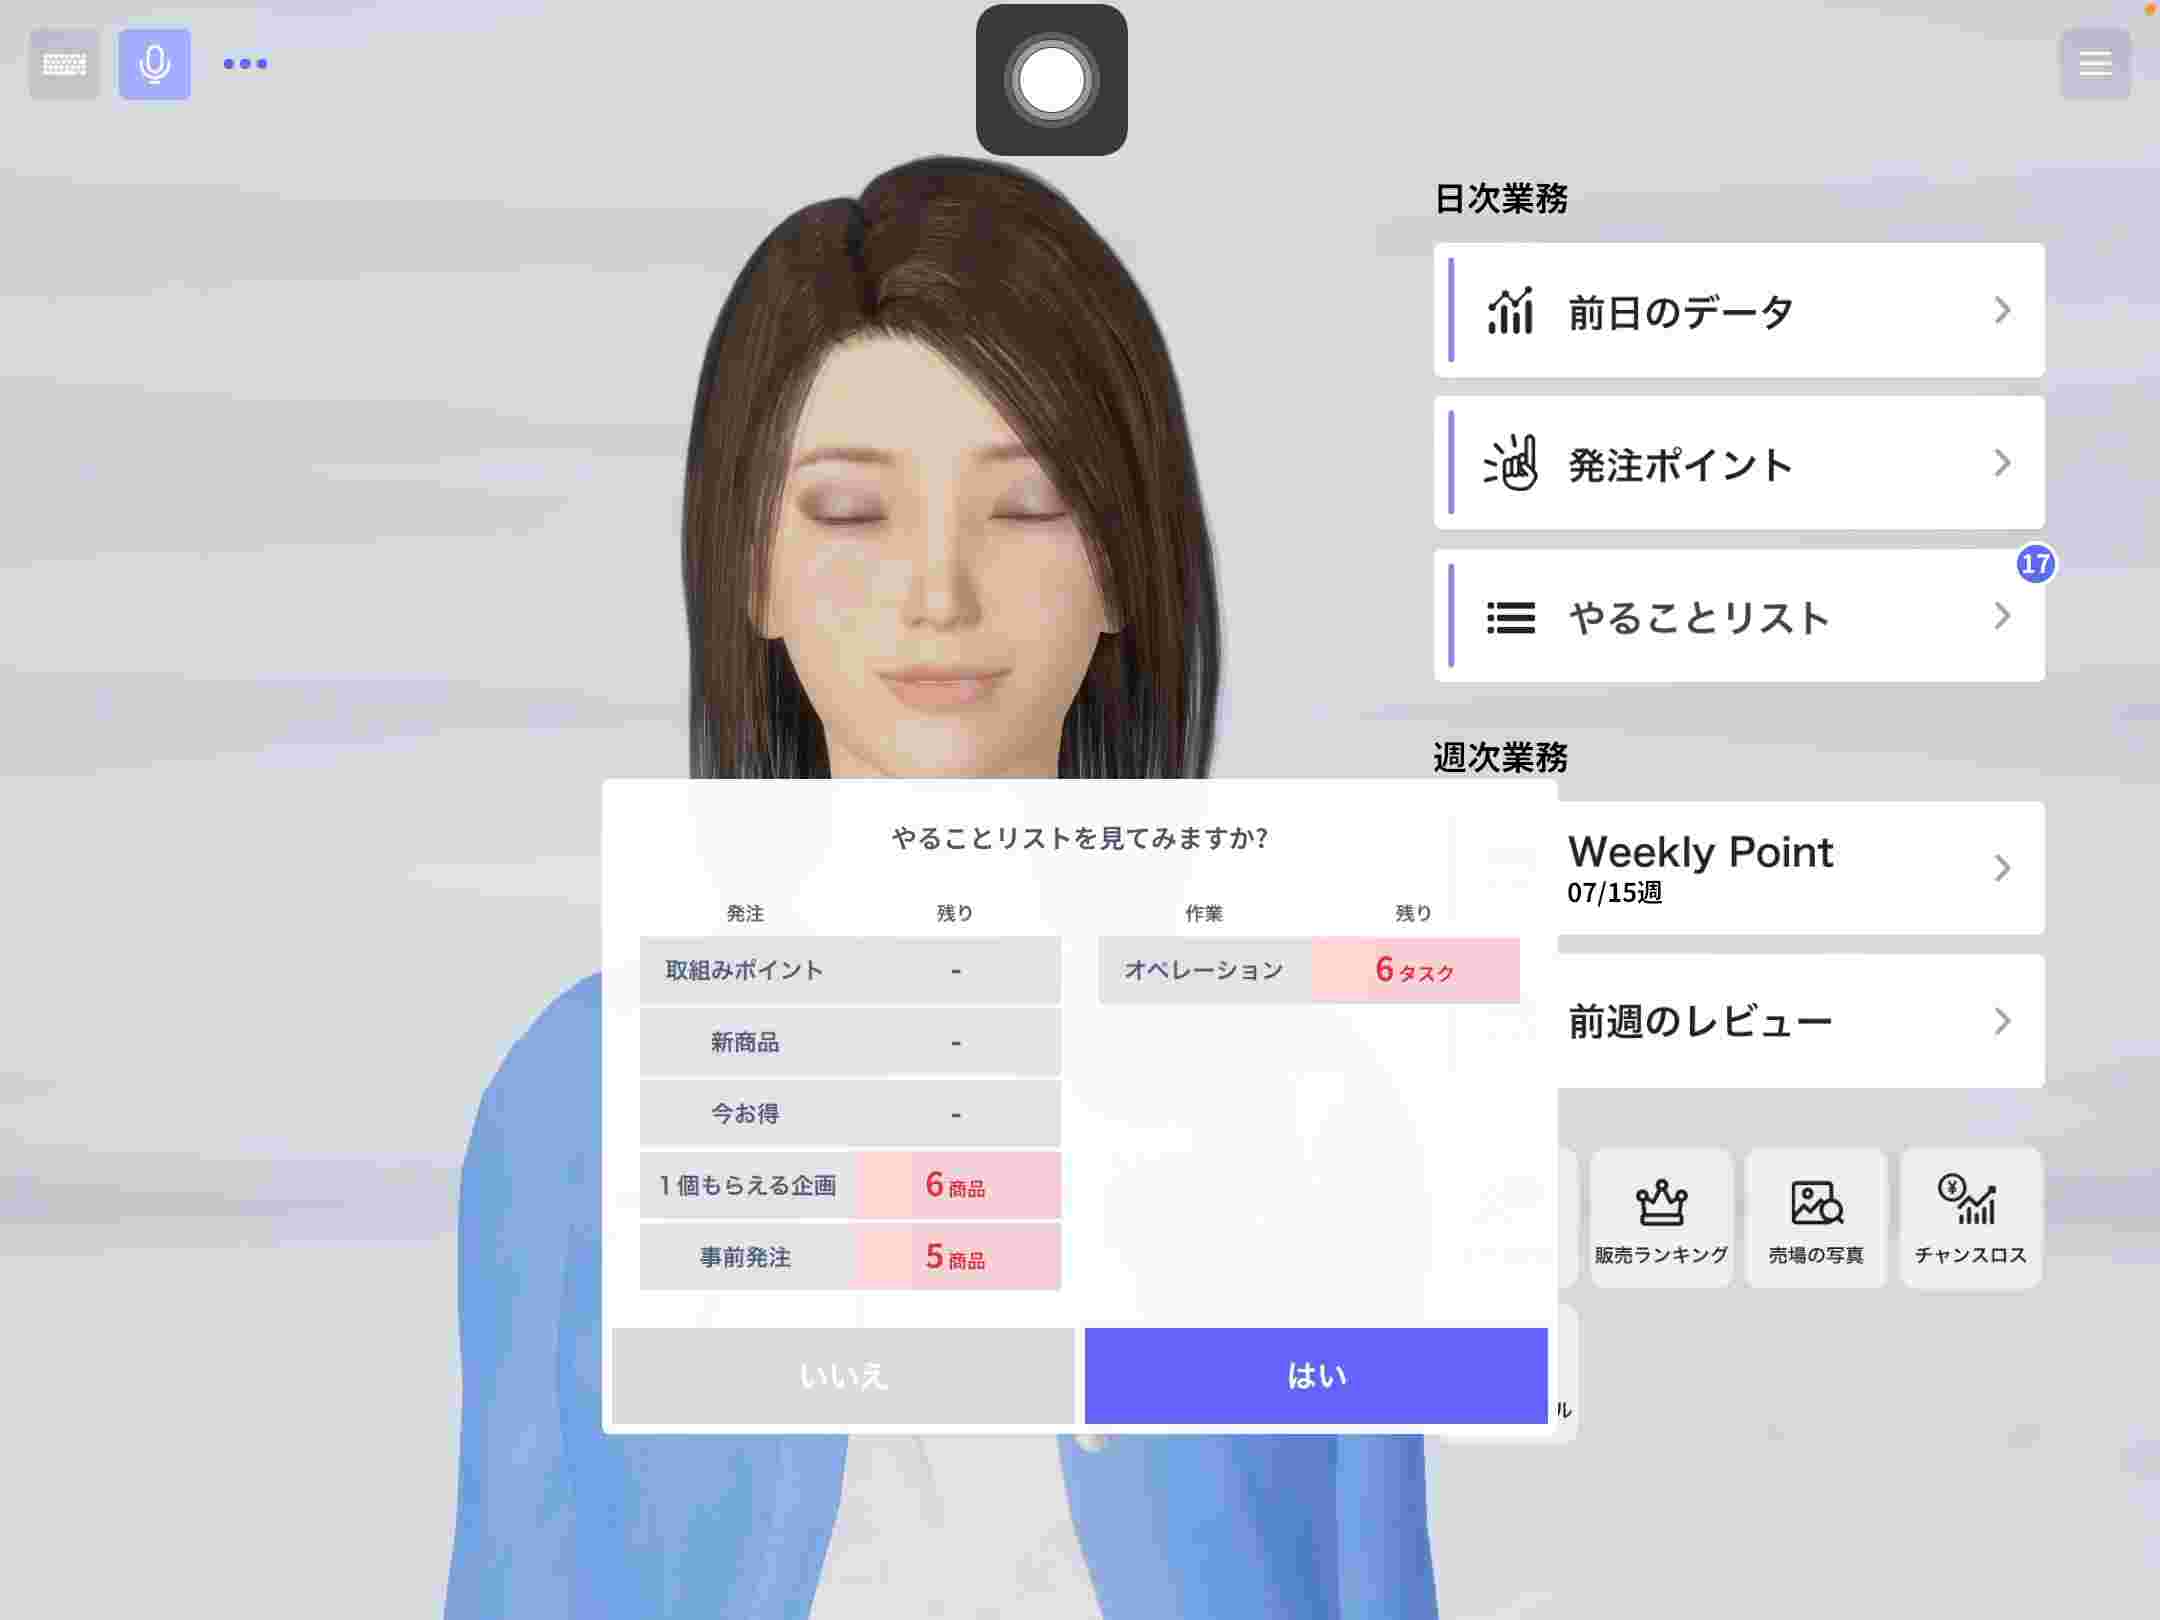 日次業務
前日のデータ
発注ポイント
17
やることリスト
週次業務
Weekly Point
07/15週
前週のレビュー
販売ランキング
売場の写真
チャンスロス
ル
やることリストを見てみますか?
発注 残り
取組みポイント -
新商品 -
今お得 -
1個もらえる企画 6商品
事前発注 5商品
作業 残り
オペレーション 6タスク
いいえ
はい